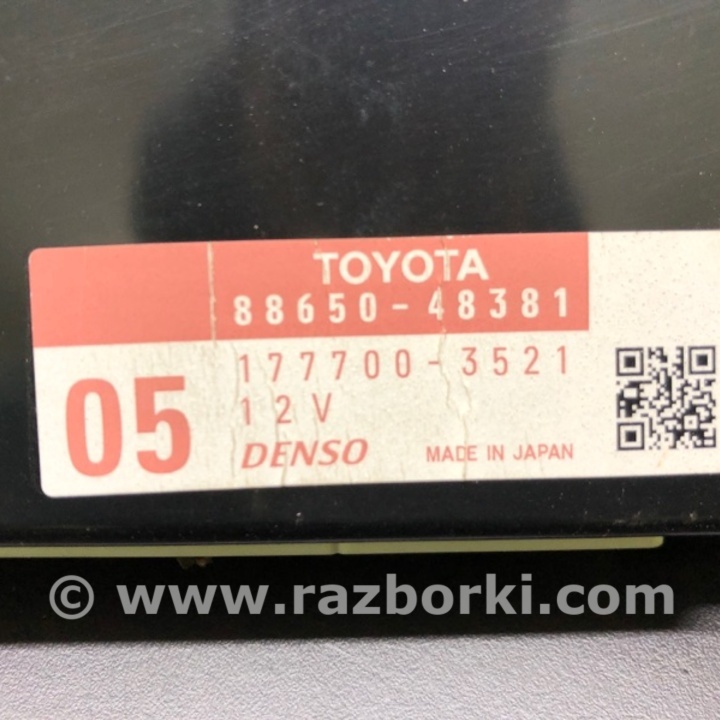 TOYOTA
88650-48381
05
177700-3521
12V
DENSO MADE IN JAPAN
© www.razborki.com